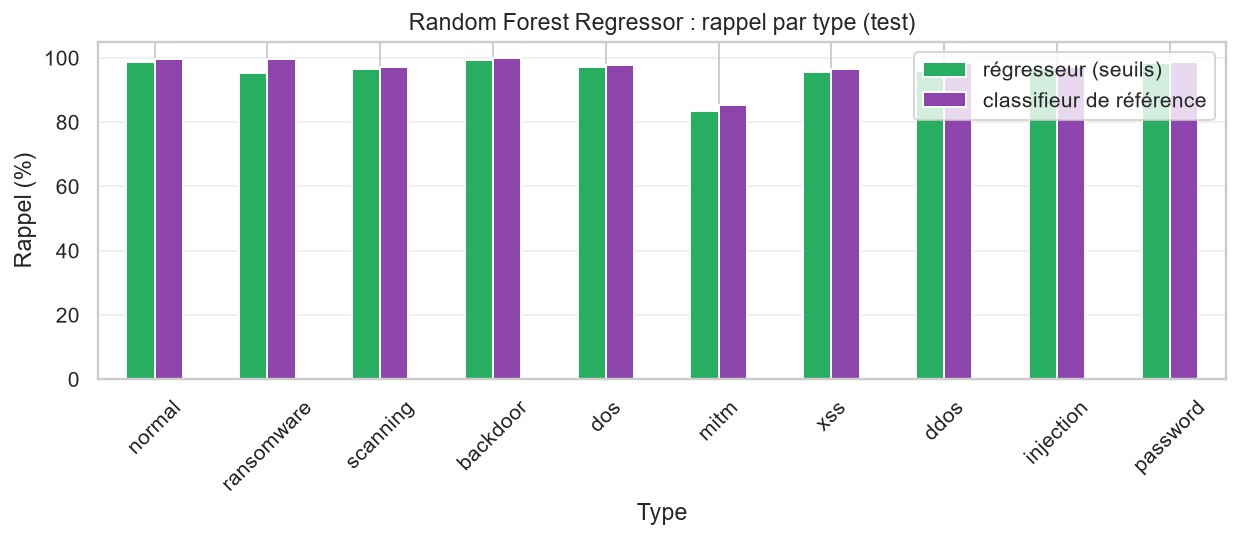 Random Forest Regressor : rappel par type (test)
100
80
60
40
20
0
Rappel (%)
régresseur (seuils)
classifieur de référence
normal
ransomware
scanning
backdoor
dos
mitm
xss
ddos
injection
password
Type